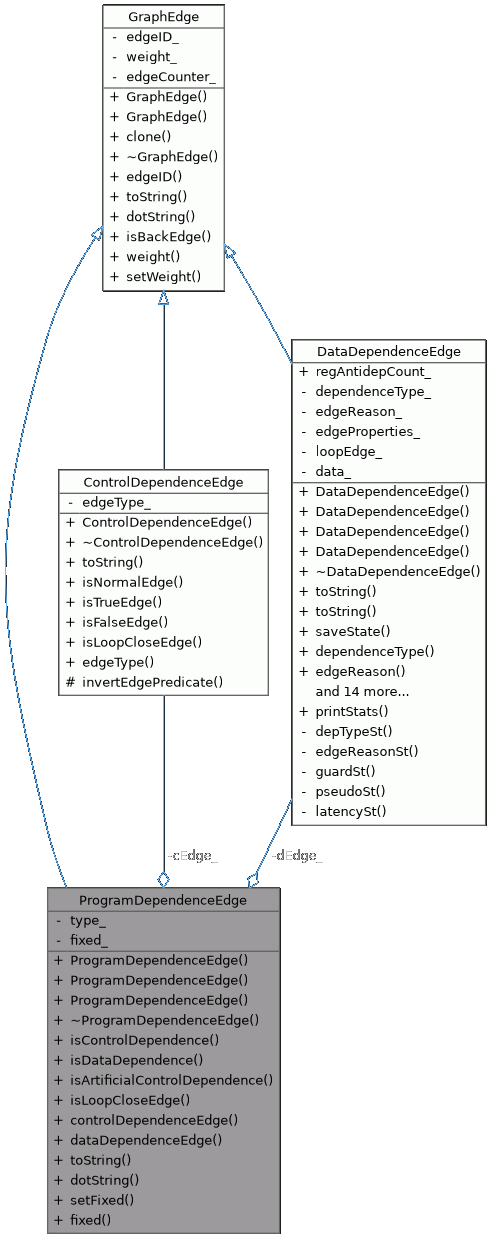 GraphEdge
- edgeID_
- weight_
- edgeCounter_
+ GraphEdge()
+ GraphEdge()
+ clone()
+ ~GraphEdge()
+ edgeID()
+ toString()
+ dotString()
+ isBackEdge()
+ weight()
+ setWeight()
DataDependenceEdge
+ regAntidepCount_
- dependenceType_
- edgeReason_
- edgeProperties_
- loopEdge_
- data_
+ DataDependenceEdge()
+ DataDependenceEdge()
+ DataDependenceEdge()
+ DataDependenceEdge()
+ ~DataDependenceEdge()
+ toString()
+ toString()
+ saveState()
+ dependenceType()
+ edgeReason()
and 14 more...
+ printStats()
- depTypeSt()
- edgeReasonSt()
- guardSt()
- pseudoSt()
- latencySt()
ControlDependenceEdge
- edgeType_
+ ControlDependenceEdge()
+ ~ControlDependenceEdge()
+ toString()
+ isNormalEdge()
+ isTrueEdge()
+ isFalseEdge()
+ isLoopCloseEdge()
+ edgeType()
# invertEdgePredicate()
-cEdge_
-dEdge_
ProgramDependenceEdge
- type_
- fixed_
+ ProgramDependenceEdge()
+ ProgramDependenceEdge()
+ ProgramDependenceEdge()
+ ~ProgramDependenceEdge()
+ isControlDependence()
+ isDataDependence()
+ isArtificialControlDependence()
+ isLoopCloseEdge()
+ controlDependenceEdge()
+ dataDependenceEdge()
+ toString()
+ dotString()
+ setFixed()
+ fixed()